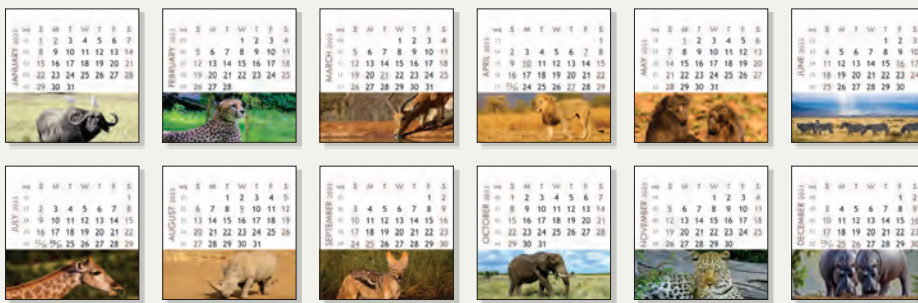 JANUARY 2023
S M T W T F S
1 2 3 4 5 6 7
8 9 10 11 12 13 14
15 16 17 18 19 20 21
22 23 24 25 26 27 28
29 30 31
FEBRUARY 2023
S M T W T F S
1 2 3 4
5 6 7 8 9 10 11
12 13 14 15 16 17 18
19 20 21 22 23 24 25
26 27 28
MARCH 2023
S M T W T F S
1 2 3 4
5 6 7 8 9 10 11
12 13 14 15 16 17 18
19 20 21 22 23 24 25
26 27 28 29 30 31
APRIL 2023
S M T W T F S
1
2 3 4 5 6 7 8
9 10 11 12 13 14 15
16 17 18 19 20 21 22
23/30 24 25 26 27 28 29
MAY 2023
S M T W T F S
1 2 3 4 5 6
7 8 9 10 11 12 13
14 15 16 17 18 19 20
21 22 23 24 25 26 27
28 29 30 31
JUNE 2023
S M T W T F S
1 2 3
4 5 6 7 8 9 10
11 12 13 14 15 16 17
18 19 20 21 22 23 24
25 26 27 28 29 30
JULY 2023
S M T W T F S
1
2 3 4 5 6 7 8
9 10 11 12 13 14 15
16 17 18 19 20 21 22
23/30 24/31 25 26 27 28 29
AUGUST 2023
S M T W T F S
1 2 3 4 5
6 7 8 9 10 11 12
13 14 15 16 17 18 19
20 21 22 23 24 25 26
27 28 29 30 31
SEPTEMBER 2023
S M T W T F S
1 2
3 4 5 6 7 8 9
10 11 12 13 14 15 16
17 18 19 20 21 22 23
24 25 26 27 28 29 30
OCTOBER 2023
S M T W T F S
1 2 3 4 5 6 7
8 9 10 11 12 13 14
15 16 17 18 19 20 21
22 23 24 25 26 27 28
29 30 31
NOVEMBER 2023
S M T W T F S
1 2 3 4
5 6 7 8 9 10 11
12 13 14 15 16 17 18
19 20 21 22 23 24 25
26 27 28 29 30
DECEMBER 2023
S M T W T F S
1 2
3 4 5 6 7 8 9
10 11 12 13 14 15 16
17 18 19 20 21 22 23
24/31 25 26 27 28 29 30